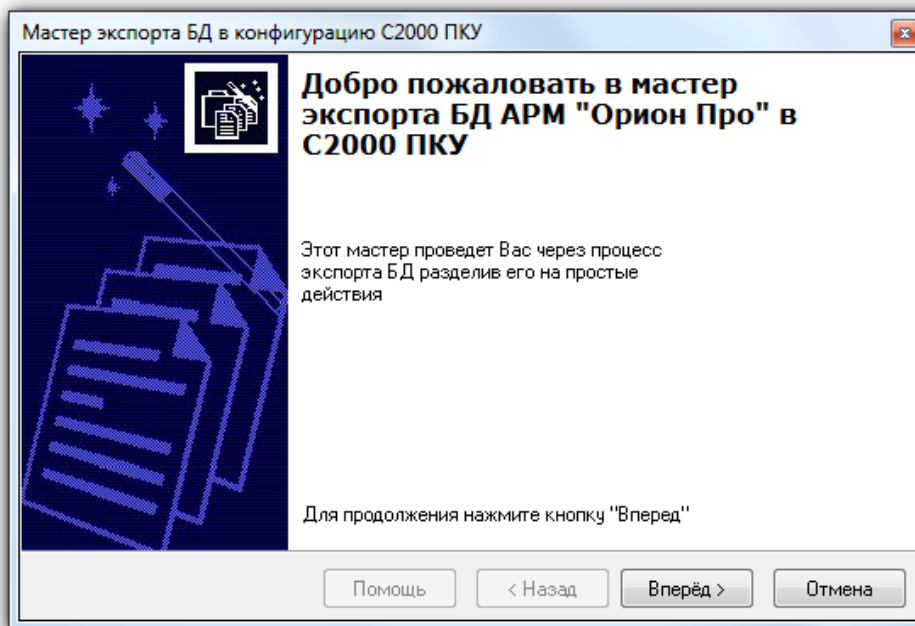 Мастер экспорта БД в конфигурацию С2000 ПКУ
Добро пожаловать в мастер
экспорта БД АРМ "Орион Про" в
С2000 ПКУ
Этот мастер проведет Вас через процесс
экспорта БД разделив его на простые
действия
Для продолжения нажмите кнопку "Вперед"
Помощь
< Назад
Вперёд >
Отмена